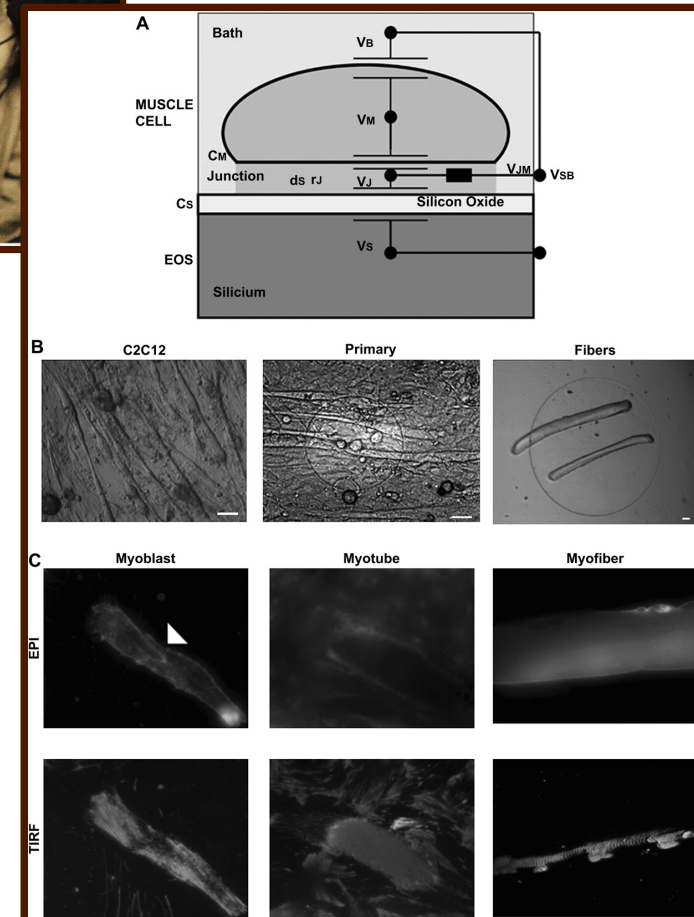 A
Bath
VB
MUSCLE
CELL
VM
CM
Junction
dS rJ
VJ
VJM
VSB
CS
Silicon Oxide
EOS
VS
Silicium
B
C2C12
Primary
Fibers
C
Myoblast
Myotube
Myofiber
EPI
TIRF